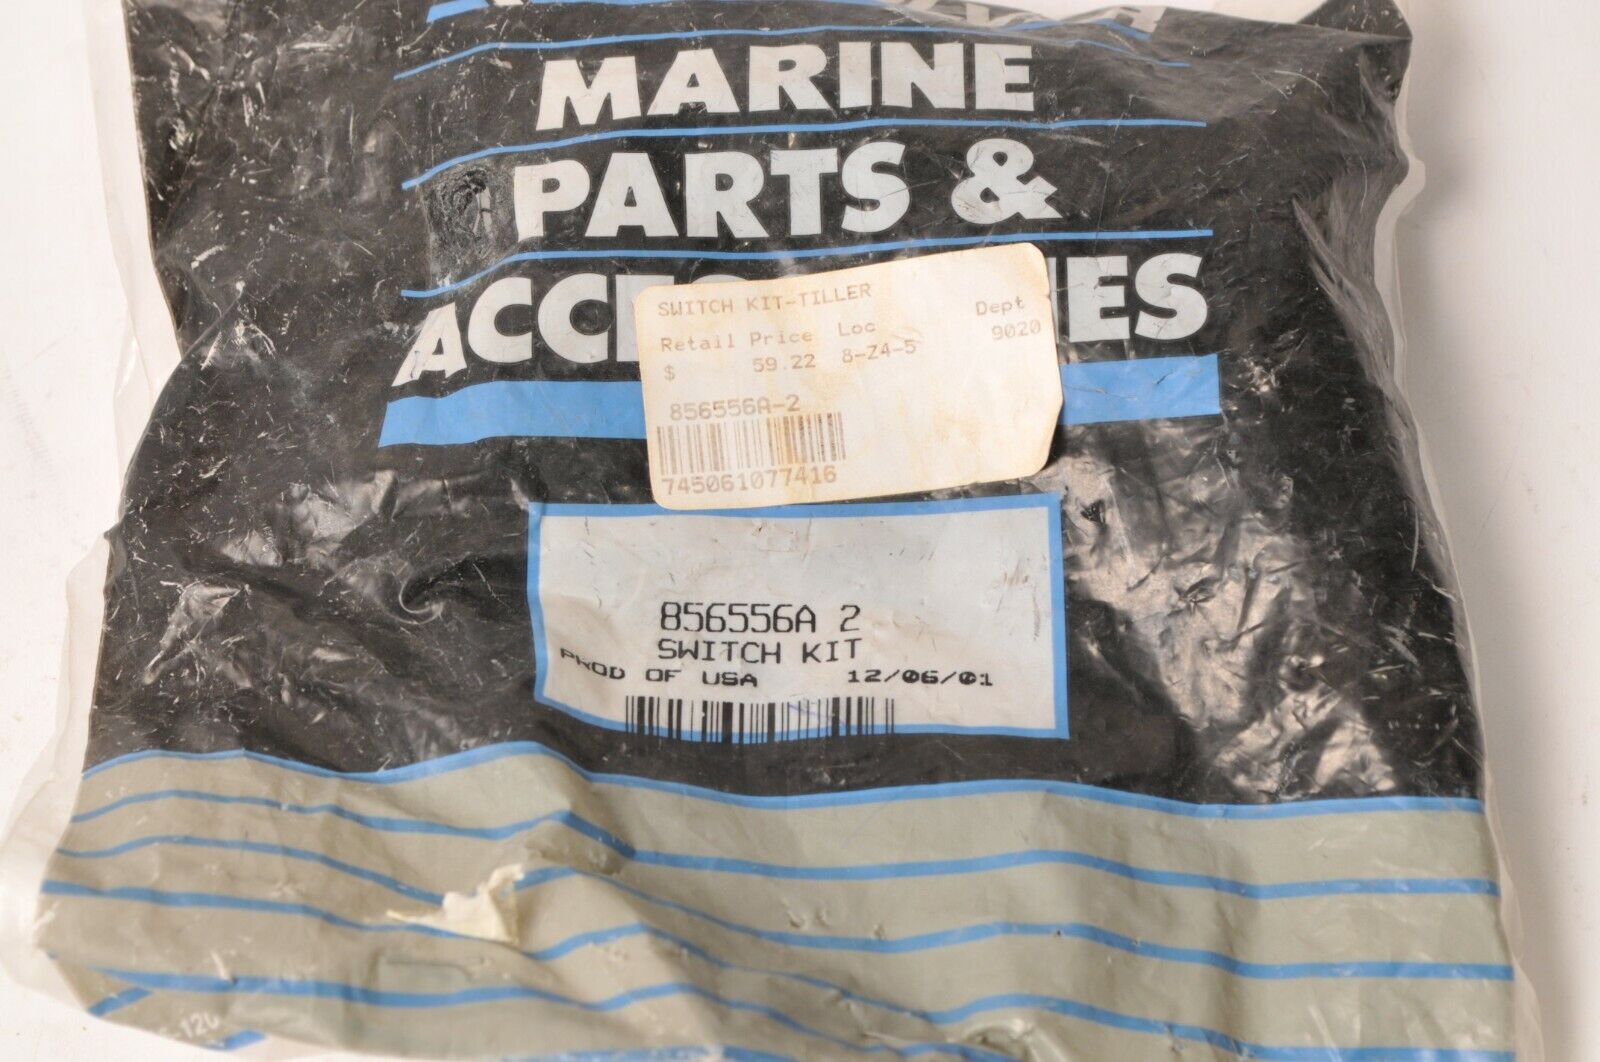 MARINE
PARTS &
SWITCH KIT-TILLER
Retail Price Loc Dept
$ 59.22 8-Z4-5 9020
856556A-2
745061077416
856556A 2
SWITCH KIT
PROD OF USA 12/06/01